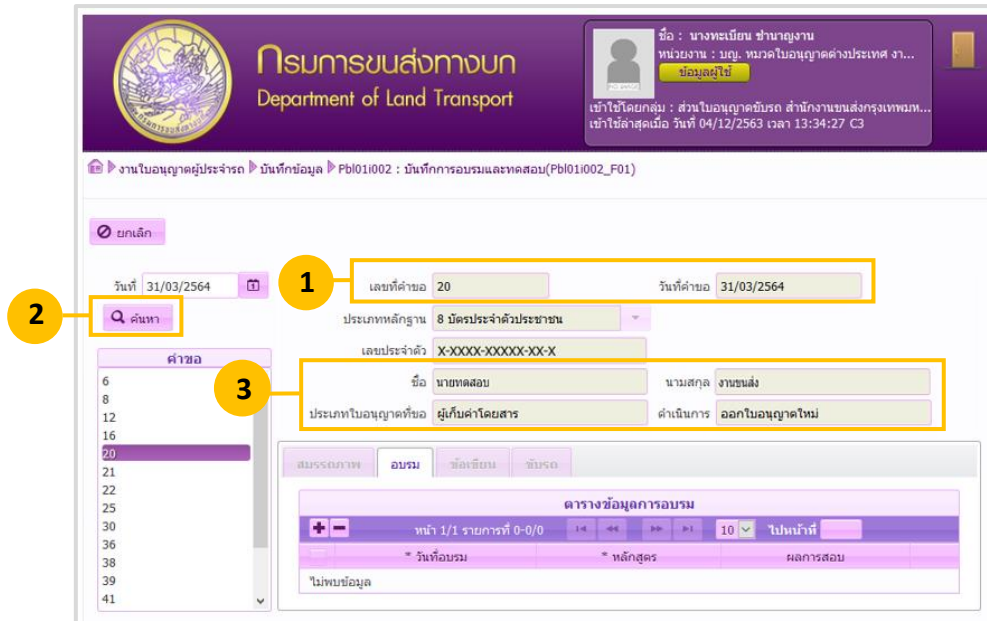 กรมการขนส่งทางบก
Department of Land Transport
ชื่อ : นางทะเบียน ชำนาญงาน
หน่วยงาน : บญ. หมวดใบอนุญาตต่างประเทศ งา...
ข้อมูลผู้ใช้
เข้าใช้โดยกลุ่ม : ส่วนใบอนุญาตขับรถ สำนักงานขนส่งกรุงเทพมห...
เข้าใช้ล่าสุดเมื่อ วันที่ 04/12/2563 เวลา 13:34:27 C3
งานใบอนุญาตผู้ประจำรถ บันทึกข้อมูล Pbl01i002 : บันทึกการอบรมและทดสอบ(Pbl01i002_F01)
ยกเลิก
วันที่ 31/03/2564
1
เลขที่คำขอ 20 วันที่คำขอ 31/03/2564
2
ค้นหา
ประเภทหลักฐาน 8 บัตรประจำตัวประชาชน
เลขประจำตัว X-XXXX-XXXXX-XX-X
3
ชื่อ นายทดสอบ นามสกุล งานขนส่ง
ประเภทใบอนุญาตที่ขอ ผู้เก็บค่าโดยสาร ดำเนินการ ออกใบอนุญาตใหม่
คำขอ
6
8
12
16
20
21
22
25
30
36
38
39
41
สมรรถภาพ อบรม ข้อเขียน ขับรถ
ตารางข้อมูลการอบรม
หน้า 1/1 รายการที่ 0-0/0 10 ไปหน้าที่
* วันที่อบรม * หลักสูตร ผลการสอบ
ไม่พบข้อมูล